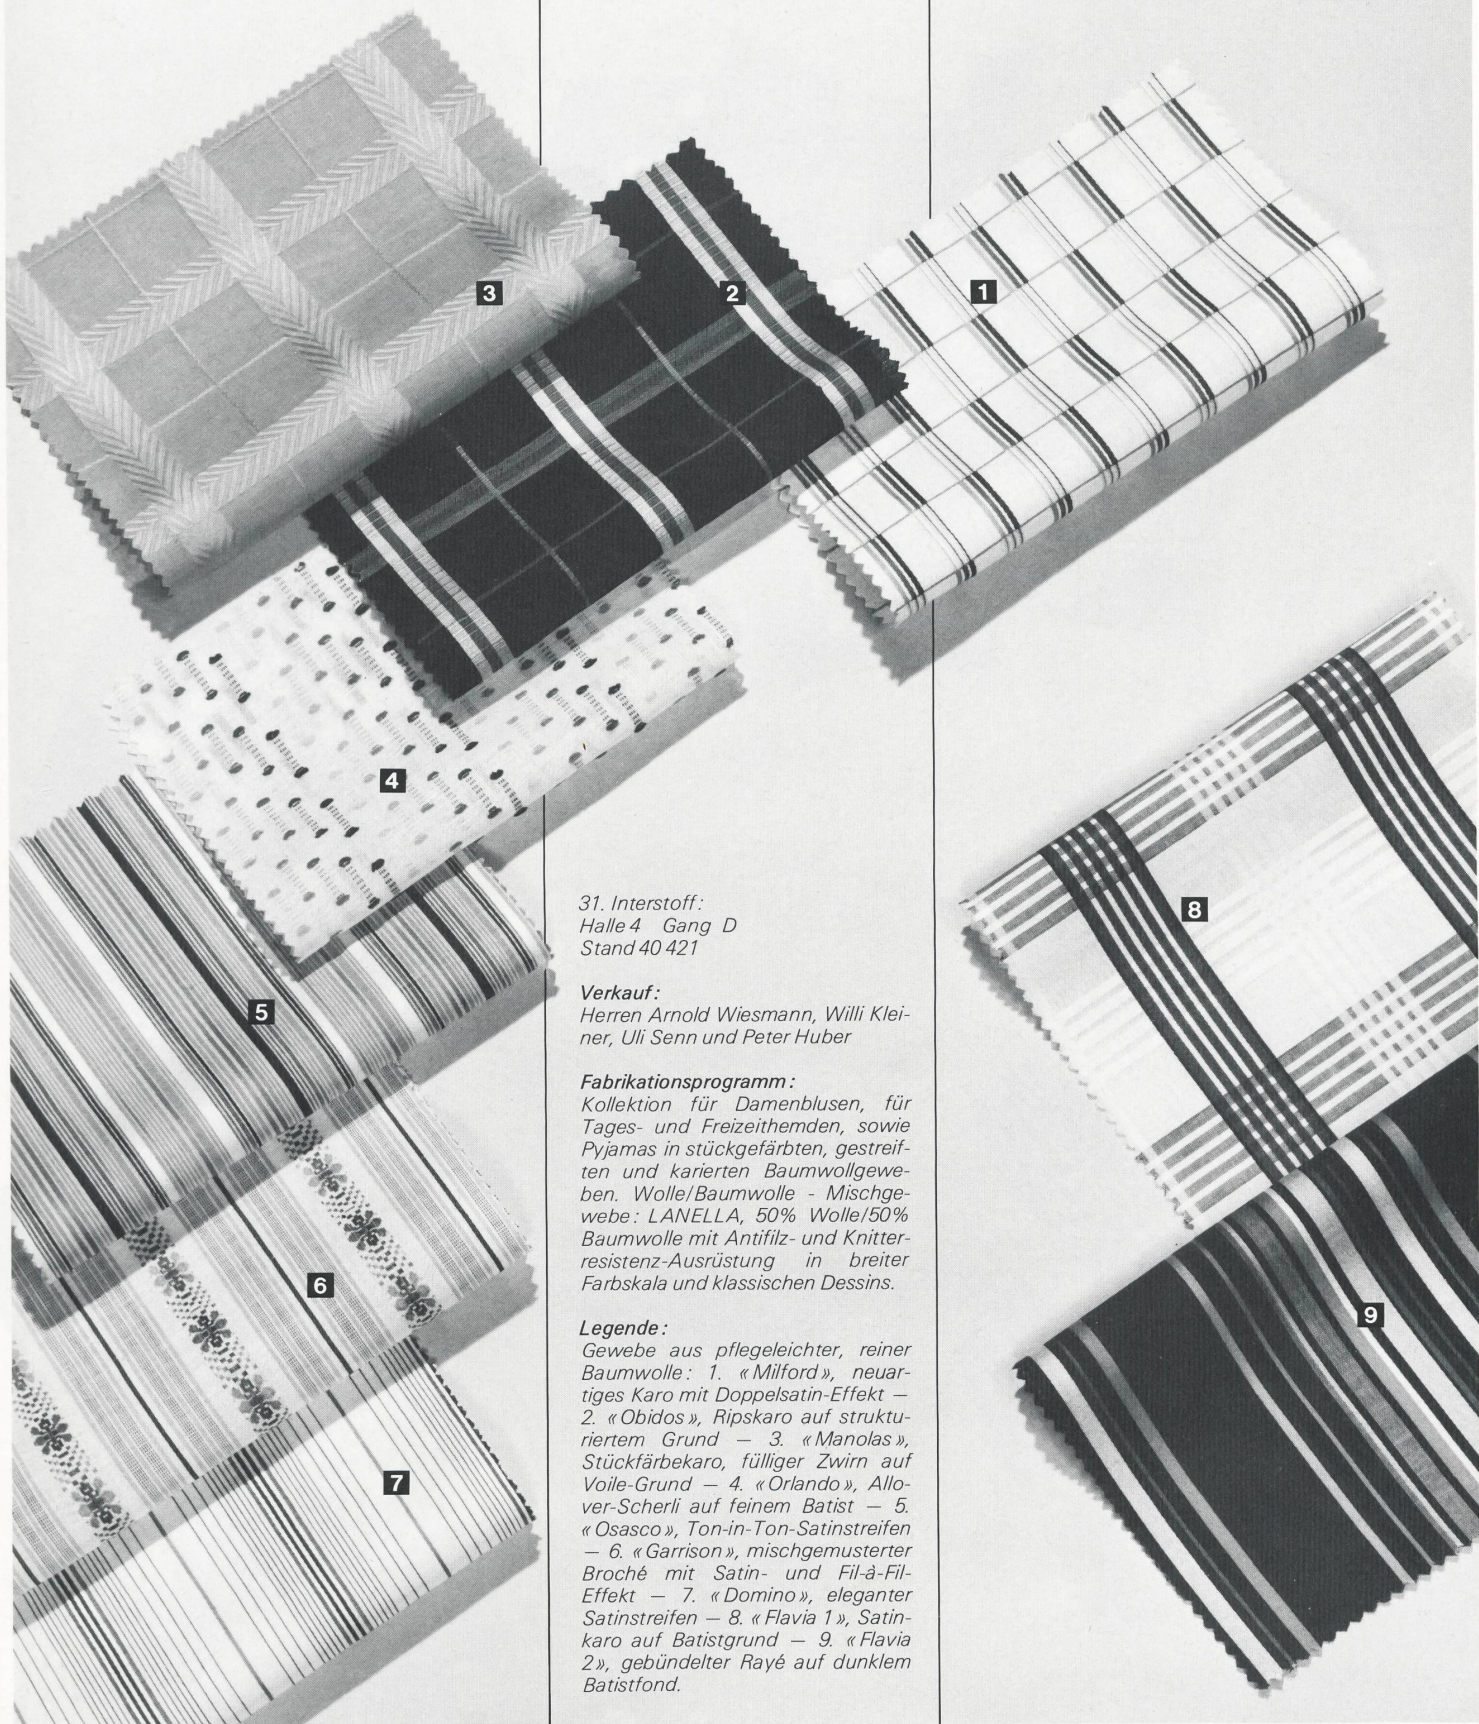 3
2
1
4
8
5
31. Interstoff:
Halle 4 Gang D
Stand 40 421
Verkauf:
Herren Arnold Wiesmann, Willi Klei-
ner, Uli Senn und Peter Huber
Fabrikationsprogramm:
Kollektion für Damenblusen, für
Tages- und Freizeithemden, sowie
Pyjamas in stückgefärbten, gestreif-
ten und karierten Baumwollgewe-
ben. Wolle/Baumwolle - Mischge-
webe: LANELLA, 50% Wolle/50%
Baumwolle mit Antifilz- und Knitter-
resistenz-Ausrüstung in breiter
Farbskala und klassischen Dessins.
6
9
7
Legende:
Gewebe aus pflegeleichter, reiner
Baumwolle: 1. «Milford», neuar-
tiges Karo mit Doppelsatin-Effekt —
2. «Obidos», Ripskaro auf struktu-
riertem Grund — 3. «Manolas»,
Stückfärbekaro, fülliger Zwirn auf
Voile-Grund — 4. «Orlando», Allo-
ver-Scherli auf feinem Batist — 5.
«Osasco», Ton-in-Ton-Satinstreifen
— 6. «Garrison», mischgemusterter
Broché mit Satin- und Fil-à-Fil-
Effekt — 7. «Domino», eleganter
Satinstreifen — 8. «Flavia 1», Satin-
karo auf Batistgrund — 9. «Flavia
2», gebündelter Rayé auf dunklem
Batistfond.